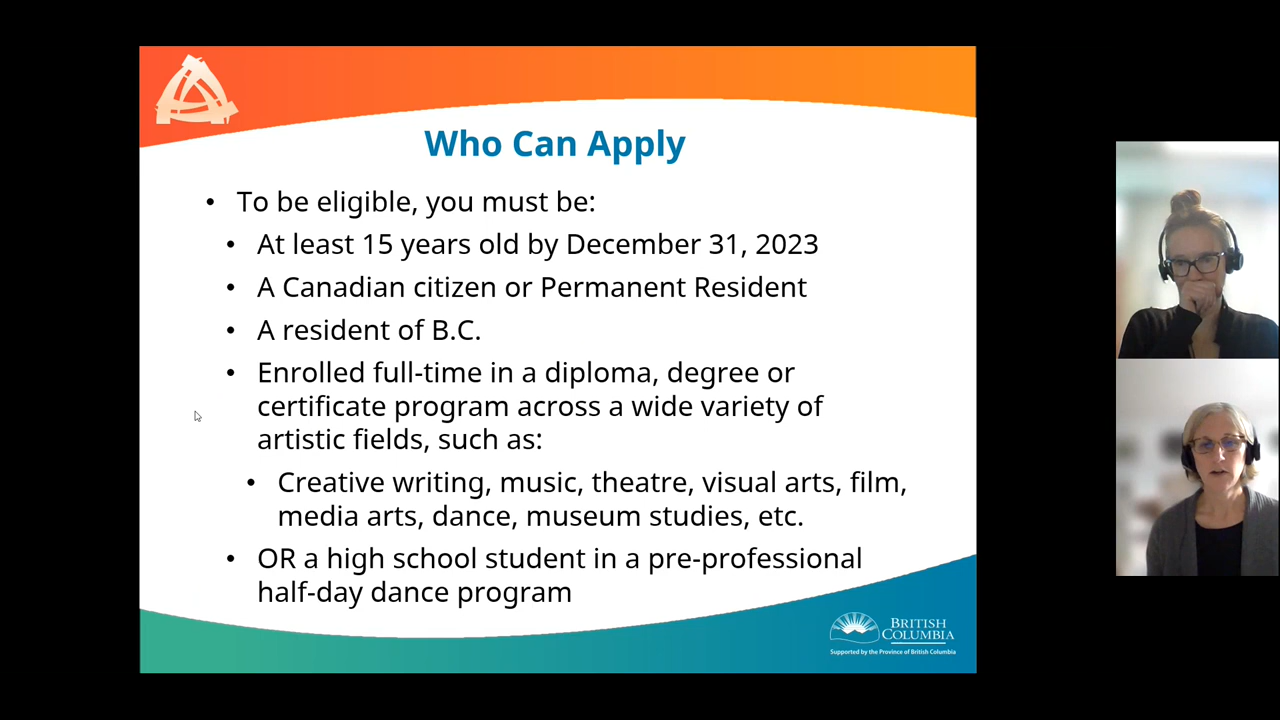 Who Can Apply
• To be eligible, you must be:
• At least 15 years old by December 31, 2023
• A Canadian citizen or Permanent Resident
• A resident of B.C.
• Enrolled full-time in a diploma, degree or
certificate program across a wide variety of
artistic fields, such as:
• Creative writing, music, theatre, visual arts, film,
media arts, dance, museum studies, etc.
• OR a high school student in a pre-professional
half-day dance program
BRITISH
COLUMBIA
Supported by the Province of British Columbia